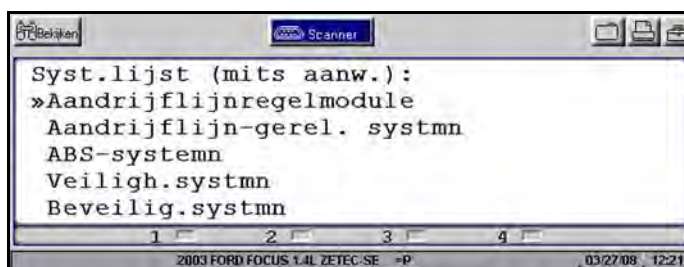 Bekijken Scanner
Syst.lijst (mits aanw.):
»Aandrijflijnregelmodule
Aandrijflijn-gerel. systmn
ABS-systemn
Veiligh.systmn
Beveilig.systmn
1 2 3 4
2003 FORD FOCUS 1.4L ZETEC-SE =P 03/27/08 12:21